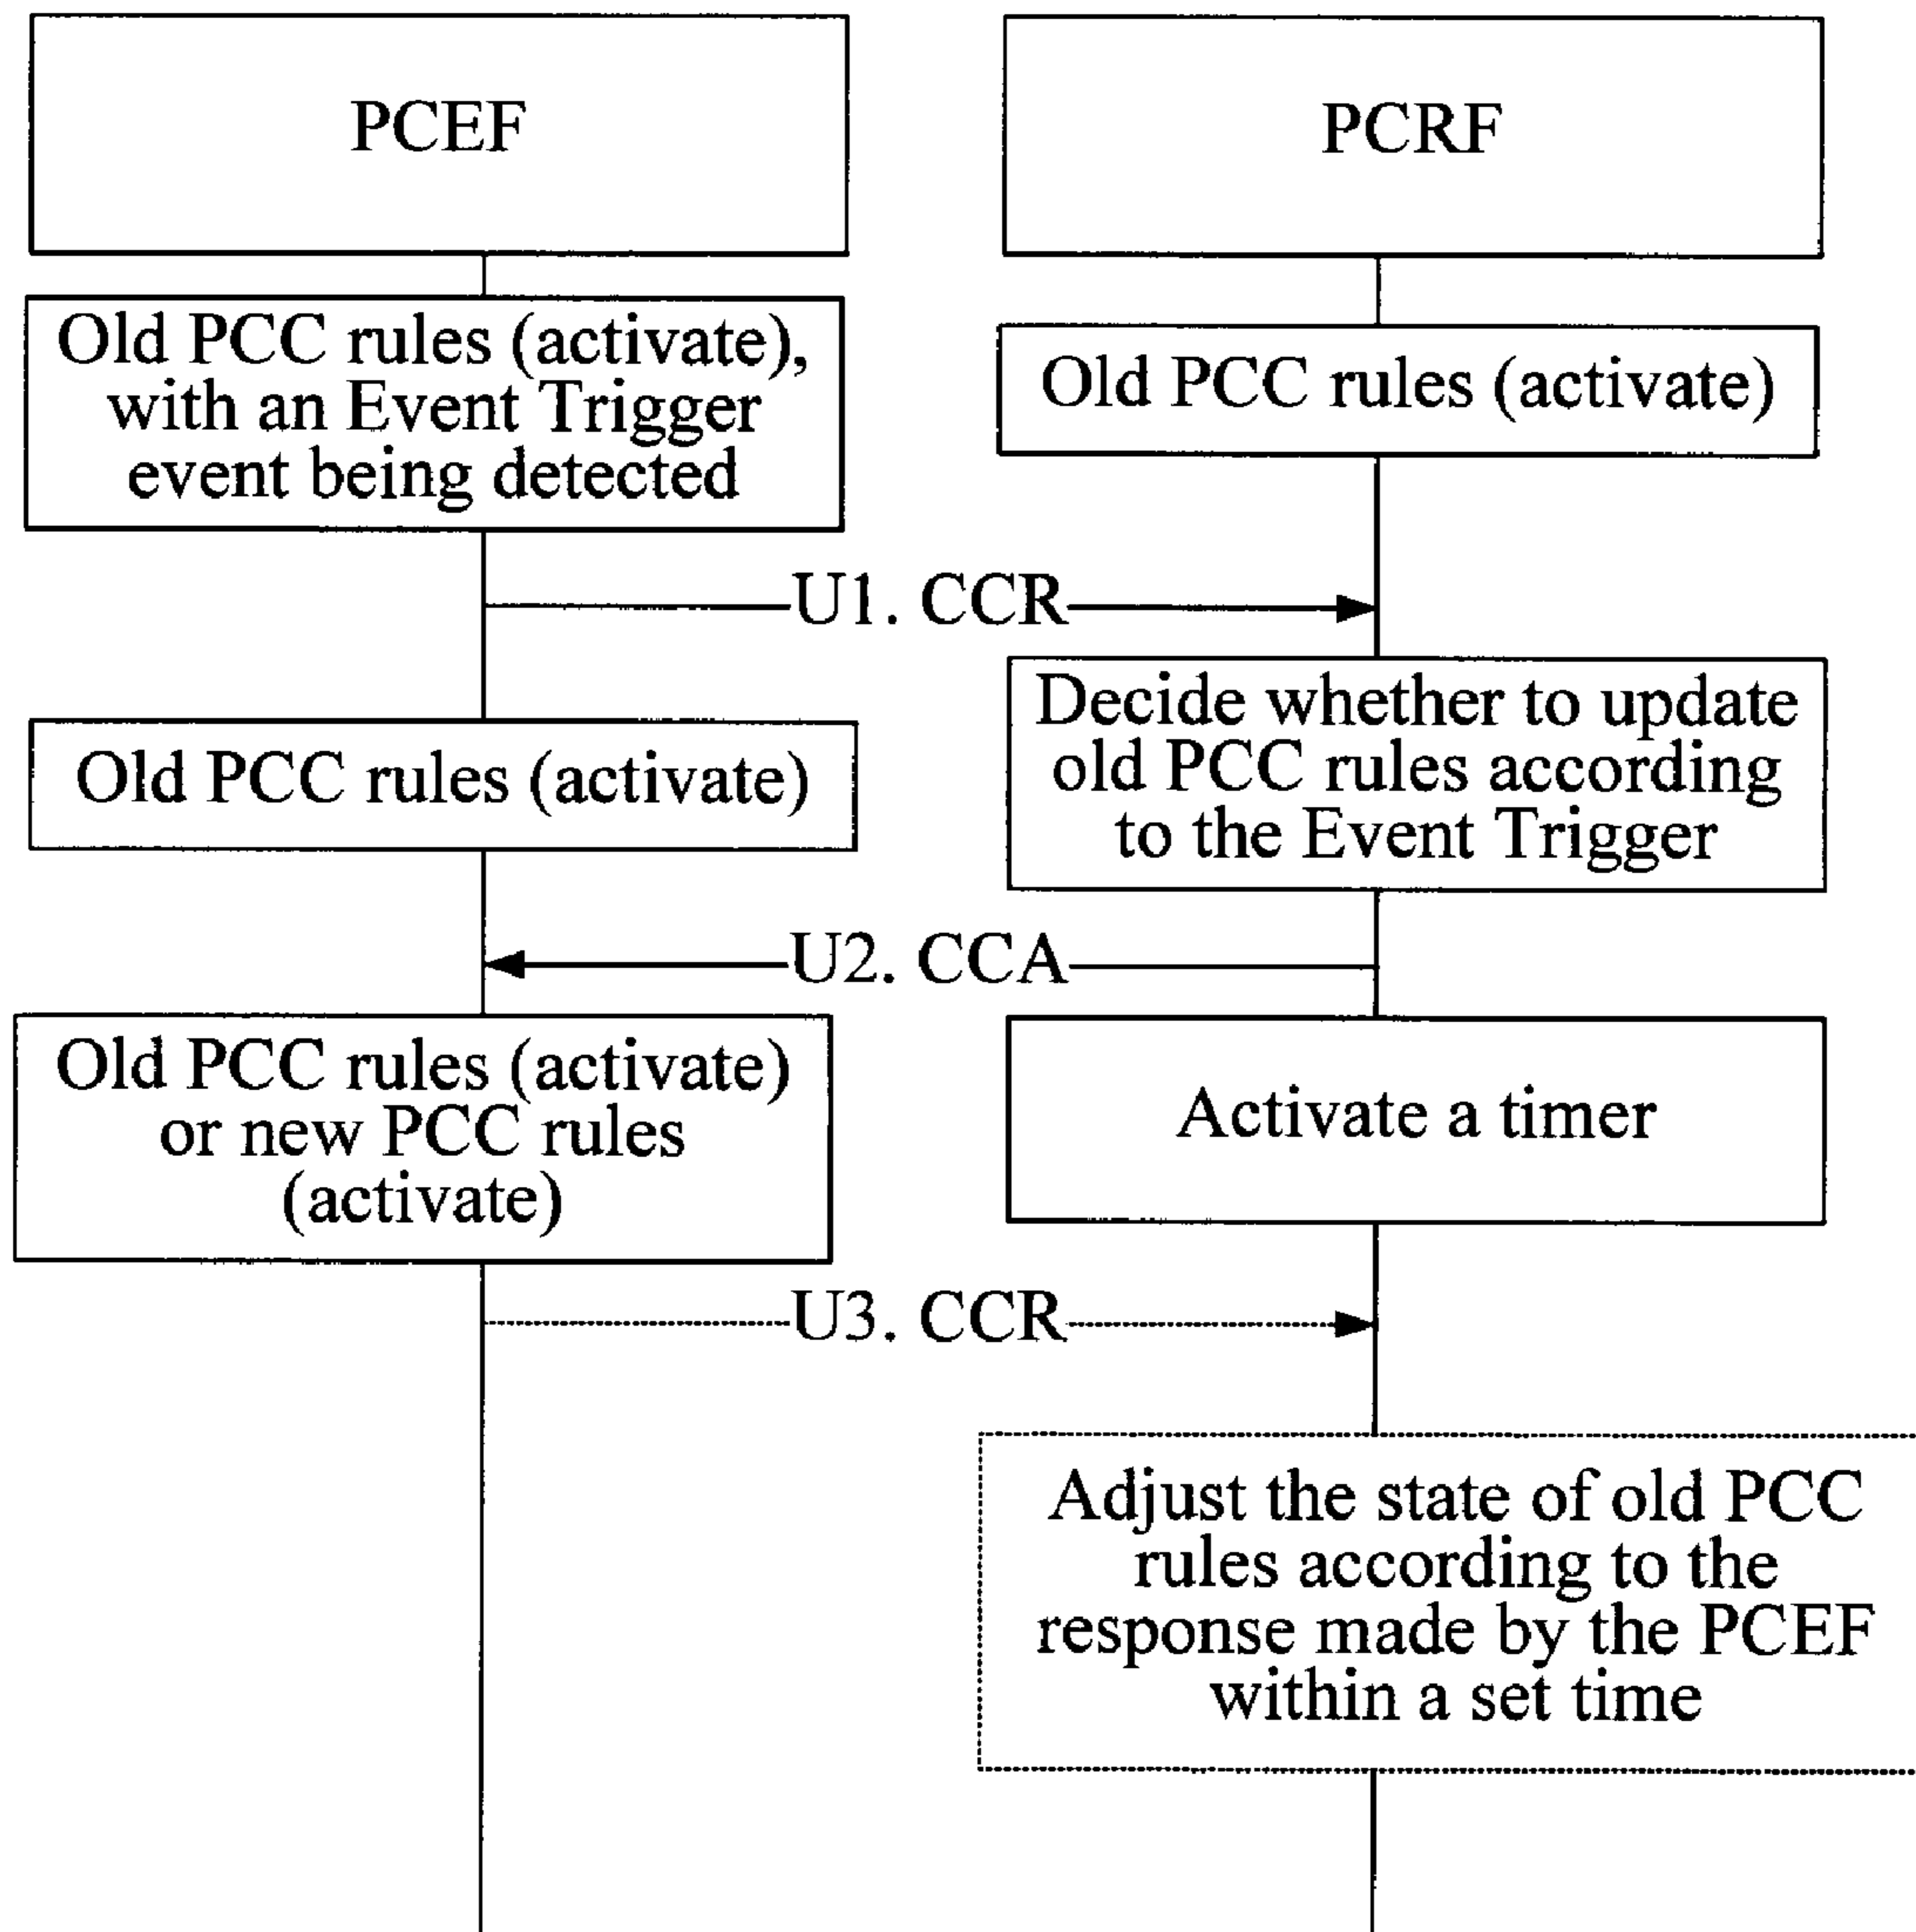 PCEF
PCRF
Old PCC rules (activate),
with an Event Trigger
event being detected
Old PCC rules (activate)
U1. CCR
Decide whether to update
old PCC rules according
to the Event Trigger
Old PCC rules (activate)
U2. CCA
Old PCC rules (activate)
or new PCC rules
(activate)
Activate a timer
U3. CCR
Adjust the state of old PCC
rules according to the
response made by the PCEF
within a set time